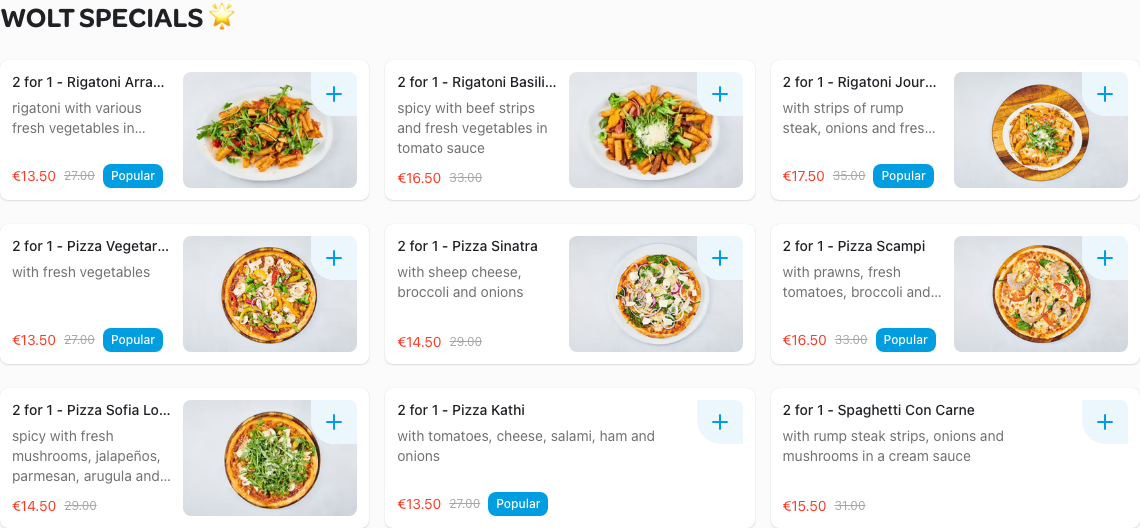 WOLT SPECIALS 🌟
2 for 1 - Rigatoni Arra...
rigatoni with various
fresh vegetables in...
€13.50 27.00 Popular
2 for 1 - Rigatoni Basili...
spicy with beef strips
and fresh vegetables in
tomato sauce
€16.50 33.00
2 for 1 - Rigatoni Jour...
with strips of rump
steak, onions and fres...
€17.50 35.00 Popular
2 for 1 - Pizza Vegetar...
with fresh vegetables
€13.50 27.00 Popular
2 for 1 - Pizza Sinatra
with sheep cheese,
broccoli and onions
€14.50 29.00
2 for 1 - Pizza Scampi
with prawns, fresh
tomatoes, broccoli and...
€16.50 33.00 Popular
2 for 1 - Pizza Sofia Lo...
spicy with fresh
mushrooms, jalapeños,
parmesan, arugula and...
€14.50 29.00
2 for 1 - Pizza Kathi
with tomatoes, cheese, salami, ham and
onions
€13.50 27.00 Popular
2 for 1 - Spaghetti Con Carne
with rump steak strips, onions and
mushrooms in a cream sauce
€15.50 31.00